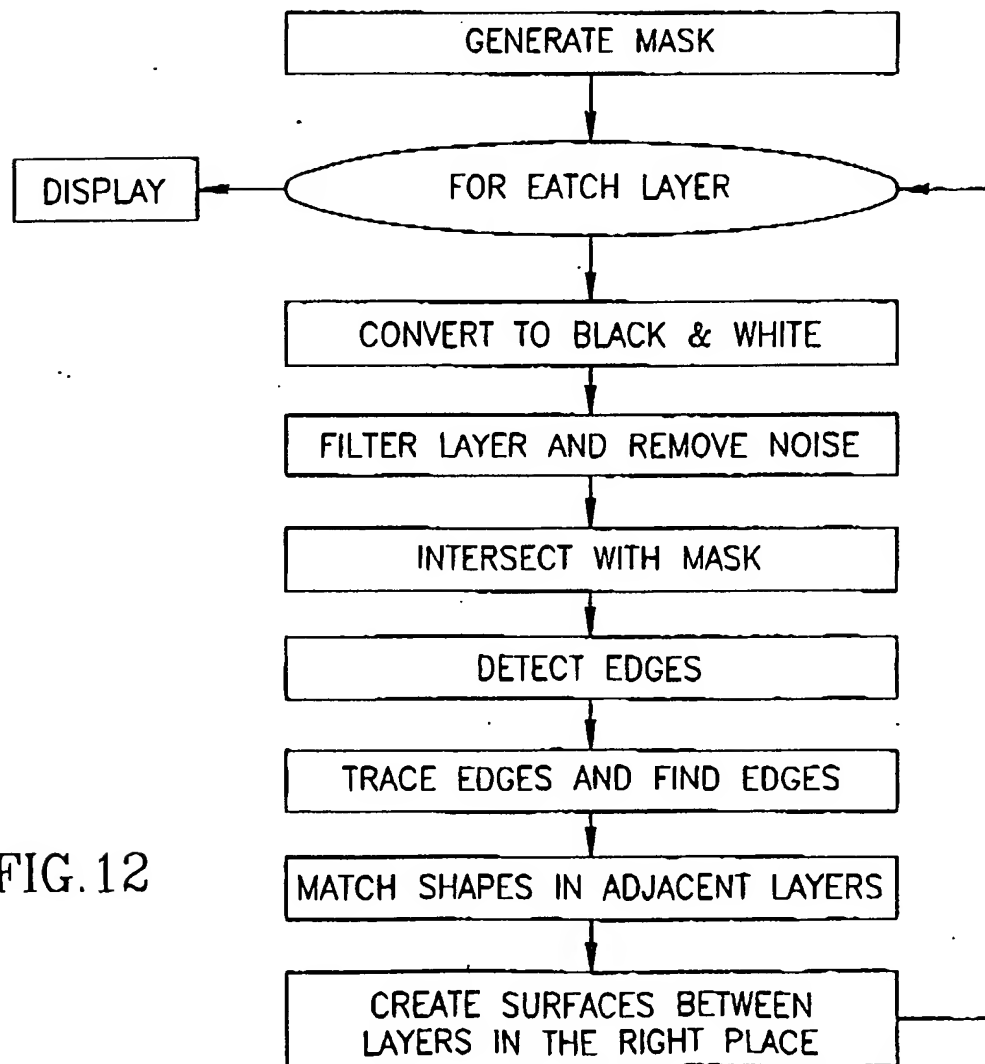 GENERATE MASK
DISPLAY
FOR EATCH LAYER
CONVERT TO BLACK & WHITE
FILTER LAYER AND REMOVE NOISE
INTERSECT WITH MASK
DETECT EDGES
TRACE EDGES AND FIND EDGES
FIG.12
MATCH SHAPES IN ADJACENT LAYERS
CREATE SURFACES BETWEEN
LAYERS IN THE RIGHT PLACE